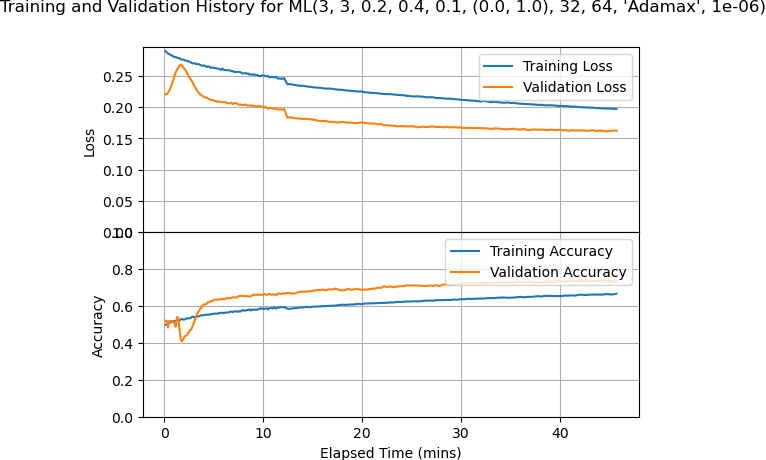 Training and Validation History for ML(3, 3, 0.2, 0.4, 0.1, (0.0, 1.0), 32, 64, 'Adamax', 1e-06)
0.25
0.20
0.15
0.10
0.05
0.00
Loss
Training Loss
Validation Loss
1.0
0.8
0.6
0.4
0.2
0.0
Accuracy
Training Accuracy
Validation Accuracy
0 10 20 30 40
Elapsed Time (mins)